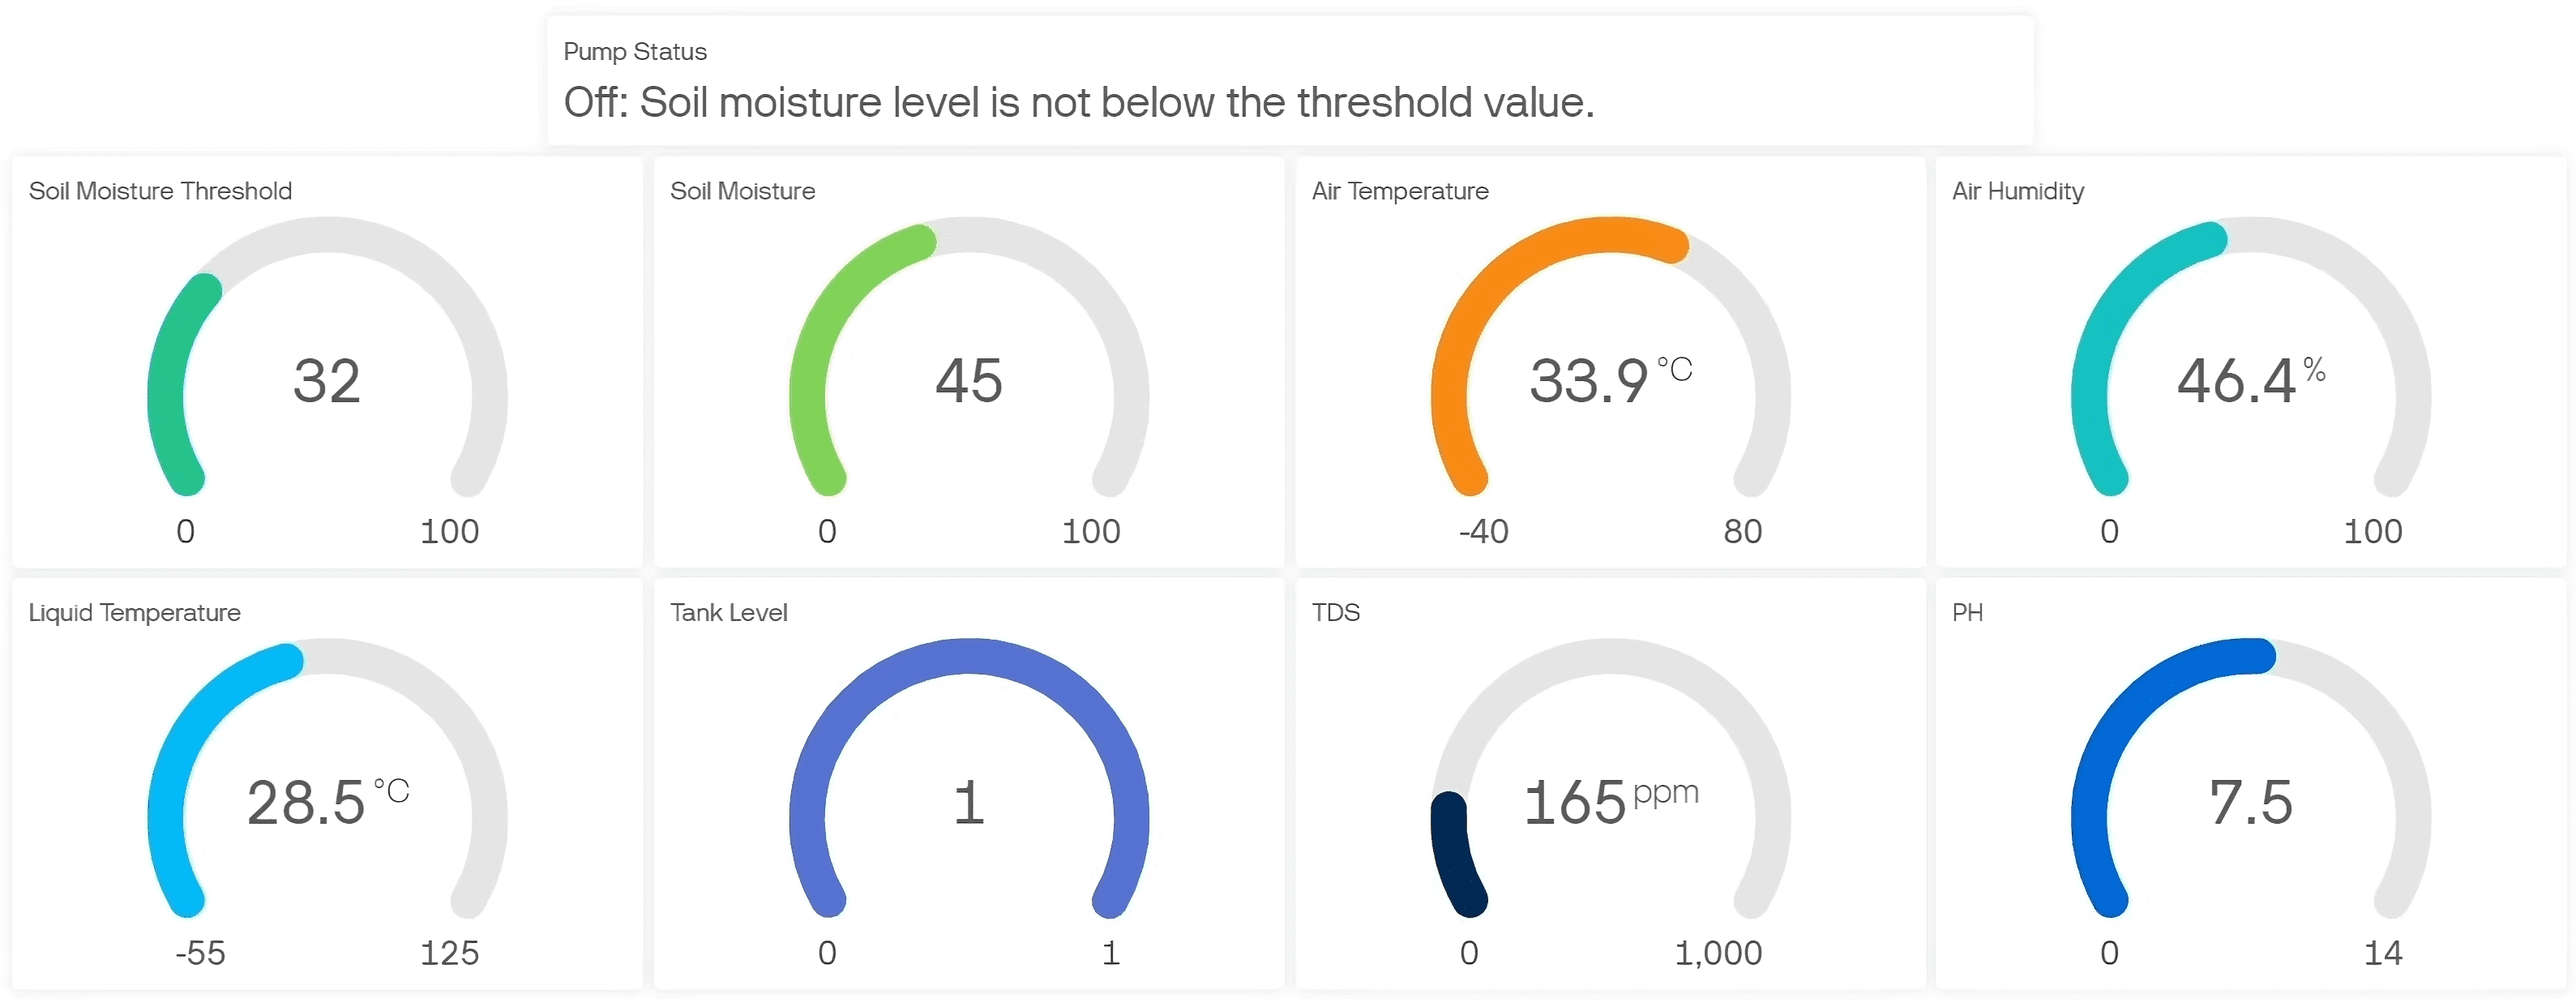 Pump Status
Off: Soil moisture level is not below the threshold value.
Soil Moisture Threshold
32
0 100
Soil Moisture
45
0 100
Air Temperature
33.9 °C
-40 80
Air Humidity
46.4 %
0 100
Liquid Temperature
28.5 °C
-55 125
Tank Level
1
0 1
TDS
165 ppm
0 1,000
PH
7.5
0 14